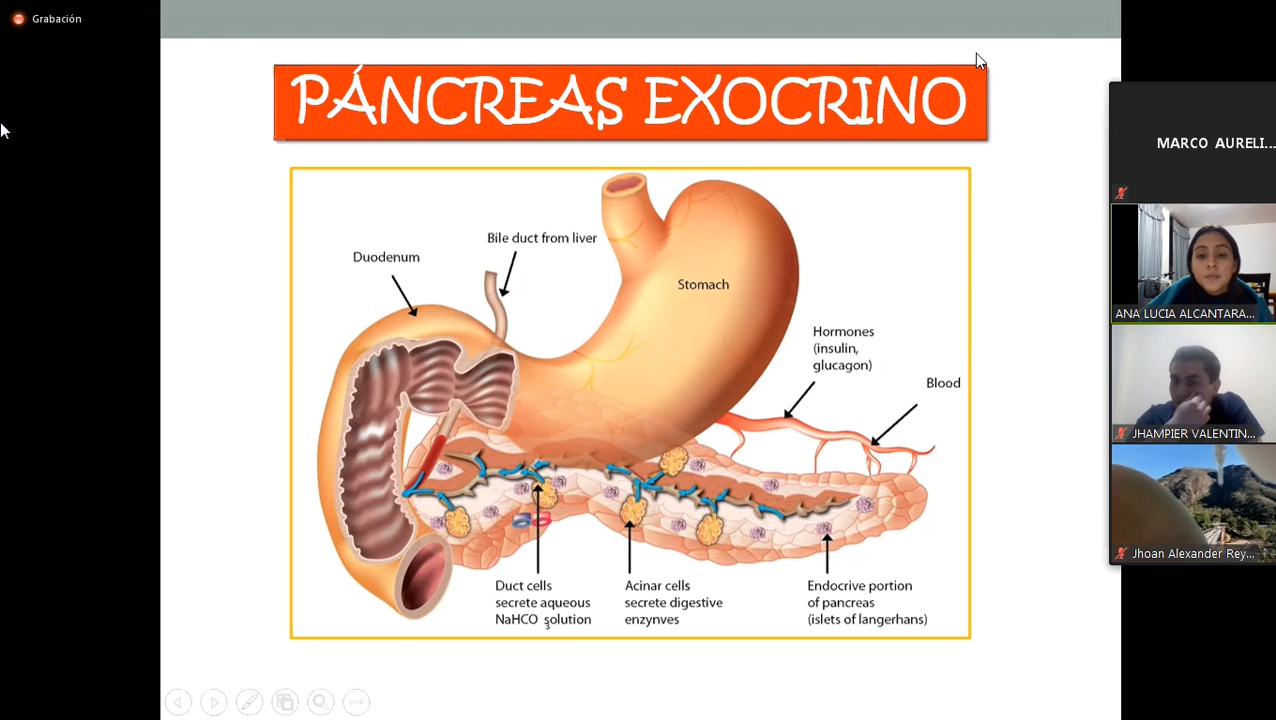 Grabación
PÁNCREAS EXOCRINO
Bile duct from liver
Duodenum
Stomach
Hormones
(insulin,
glucagon)
Blood
Duct cells
secrete aqueous
NaHCO3 solution
Acinar cells
secrete digestive
enzynves
Endocrive portion
of pancreas
(islets of langerhans)
MARCO AURELI...
ANA LUCIA ALCANTARA...
JHAMPIER VALENTIN...
Jhoan Alexander Rey...